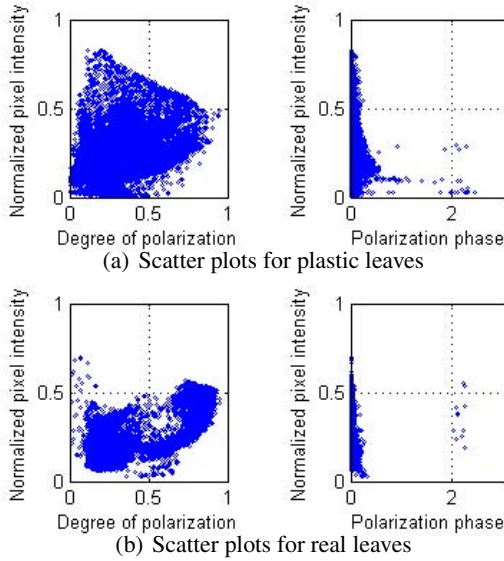 Normalized pixel intensity
1
0.5
0
0
0.5
1
Degree of polarization
Normalized pixel intensity
1
0.5
0
0
2
Polarization phase
(a) Scatter plots for plastic leaves
Normalized pixel intensity
1
0.5
0
0
0.5
1
Degree of polarization
Normalized pixel intensity
1
0.5
0
0
2
Polarization phase
(b) Scatter plots for real leaves